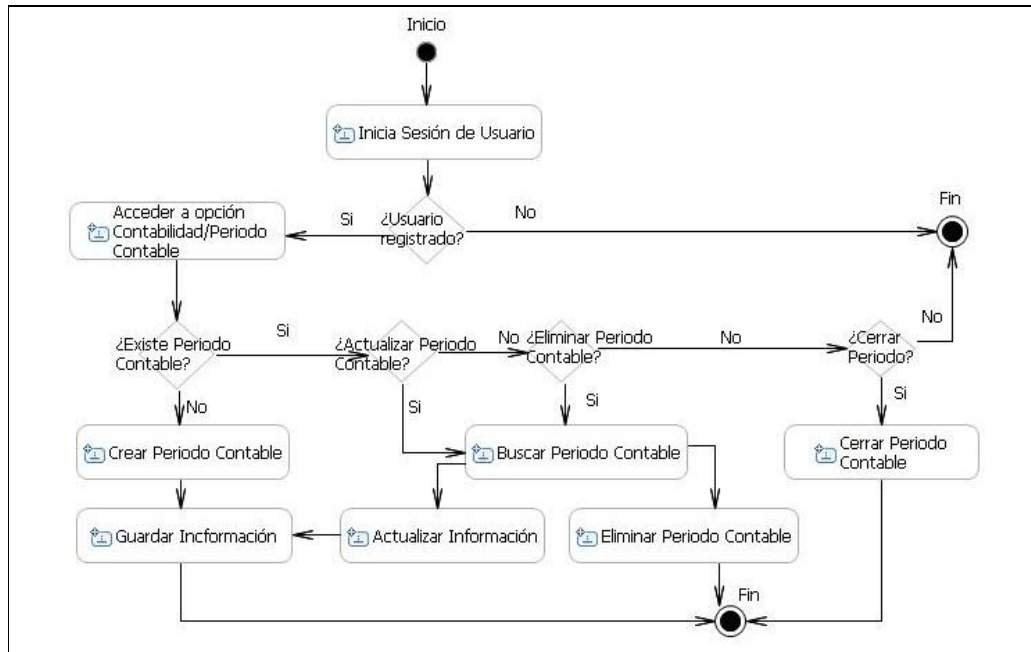 Inicio
Inicia Sesión de Usuario
Fin
Acceder a opción
Contabilidad/Periodo
Contable
Si
¿Usuario
registrado?
No
¿Existe Periodo
Contable?
Si
¿Actualizar Periodo
Contable?
No
¿Eliminar Periodo
Contable?
No
¿Cerrar
Periodo?
No
No
Si
Si
Si
Crear Periodo Contable
Buscar Periodo Contable
Cerrar Periodo
Contable
Guardar Incformación
Actualizar Información
Eliminar Periodo Contable
Fin